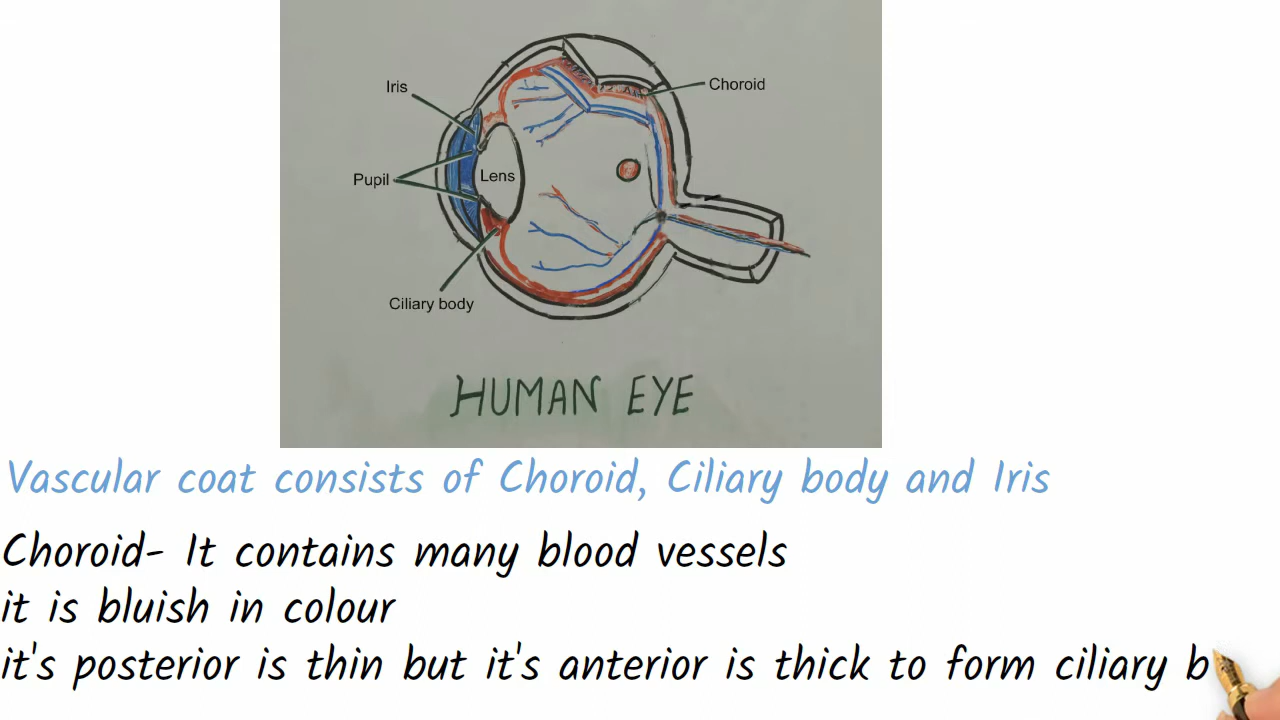 Iris
Choroid
Pupil
Lens
Ciliary body
HUMAN EYE
Vascular coat consists of Choroid, Ciliary body and Iris
Choroid- It contains many blood vessels
it is bluish in colour
it's posterior is thin but it's anterior is thick to form ciliary b